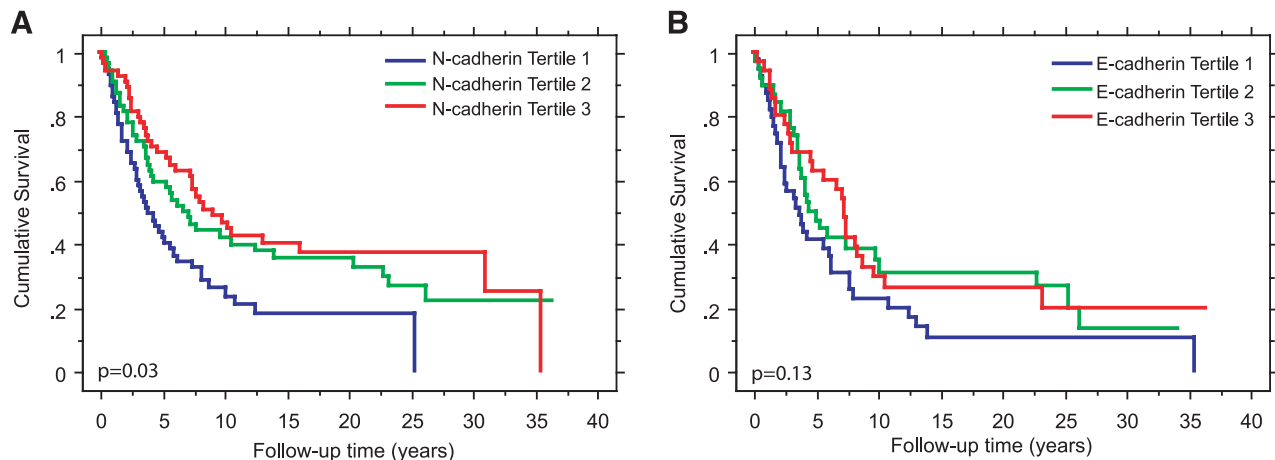 A
Cumulative Survival
1
.8
.6
.4
.2
0
N-cadherin Tertile 1
N-cadherin Tertile 2
N-cadherin Tertile 3
p=0.03
0 5 10 15 20 25 30 35 40
Follow-up time (years)
B
Cumulative Survival
1
.8
.6
.4
.2
0
E-cadherin Tertile 1
E-cadherin Tertile 2
E-cadherin Tertile 3
p=0.13
0 5 10 15 20 25 30 35 40
Follow-up time (years)